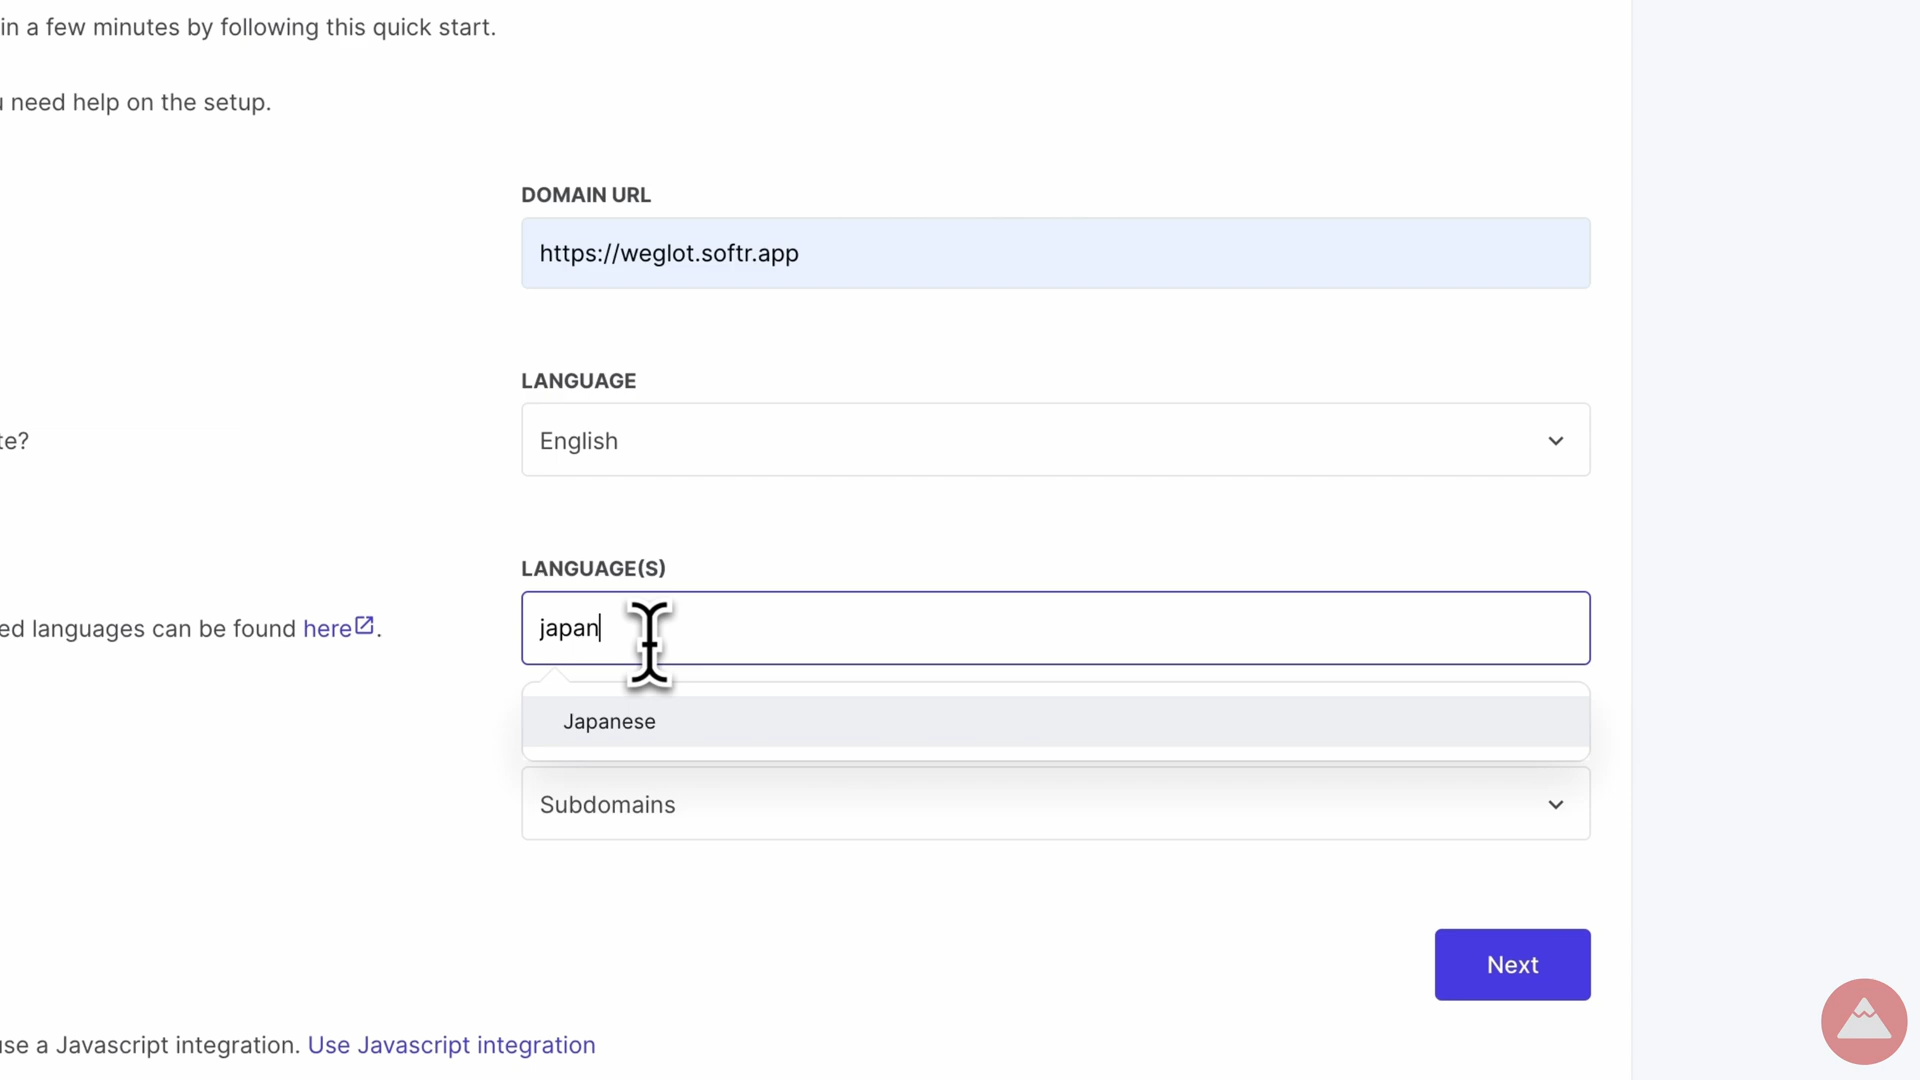 in a few minutes by following this quick start.
need help on the setup.
DOMAIN URL
https://weglot.softr.app
LANGUAGE
English
te?
LANGUAGE(S)
japan
ed languages can be found here.
Japanese
Subdomains
Next
use a Javascript integration. Use Javascript integration